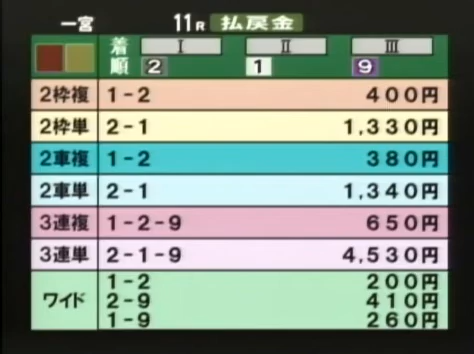 一宮 11R 払戻金
着順 I II III
2 1 9
2枠複 1-2 400円
2枠単 2-1 1,330円
2車複 1-2 380円
2車単 2-1 1,340円
3連複 1-2-9 650円
3連単 2-1-9 4,530円
ワイド 1-2 200円
2-9 410円
1-9 260円